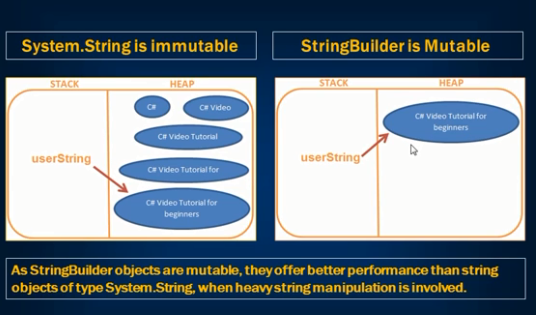 System.String is immutable
StringBuilder is Mutable
STACK
HEAP
C#
C# Video
C# Video Tutorial
userString
C# Video Tutorial for
C# Video Tutorial for
beginners
STACK
HEAP
C# Video Tutorial for
beginners
userString
As StringBuilder objects are mutable, they offer better performance than string
objects of type System.String, when heavy string manipulation is involved.